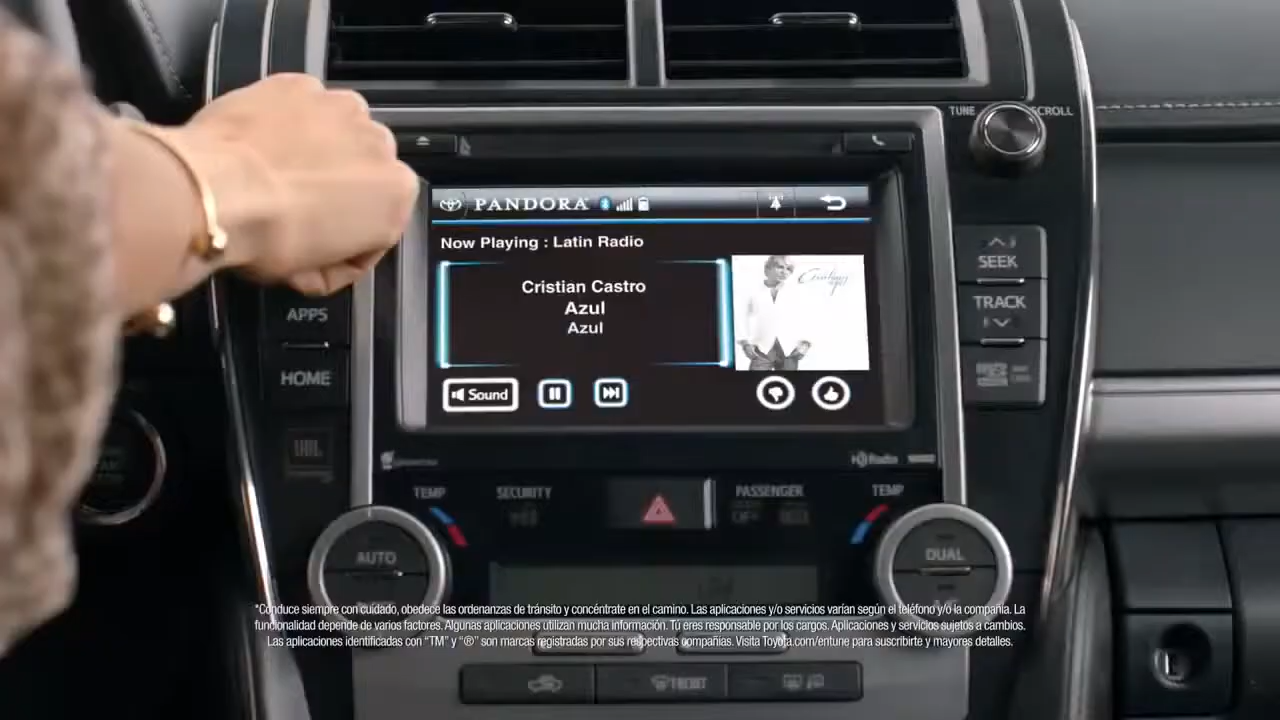 TUNE SCROLL
PANDORA
Now Playing : Latin Radio
Cristian Castro
Azul
Azul
Sound
SEEK
TRACK
APPS
HOME
JBL
HD Radio
TEMP
SECURITY
PASSENGER
TEMP
AUTO
DUAL
*Conduce siempre con cuidado, obedece las ordenanzas de tránsito y concéntrate en el camino. Las aplicaciones y/o servicios varían según el teléfono y/o la compañía. La
funcionalidad depende de varios factores. Algunas aplicaciones utilizan mucha información. Tú eres responsable por los cargos. Aplicaciones y servicios sujetos a cambios.
Las aplicaciones identificadas con “TM” y “®” son marcas registradas por sus respectivas compañías. Visita Toyota.com/entune para suscribirte y mayores detalles.
FRONT